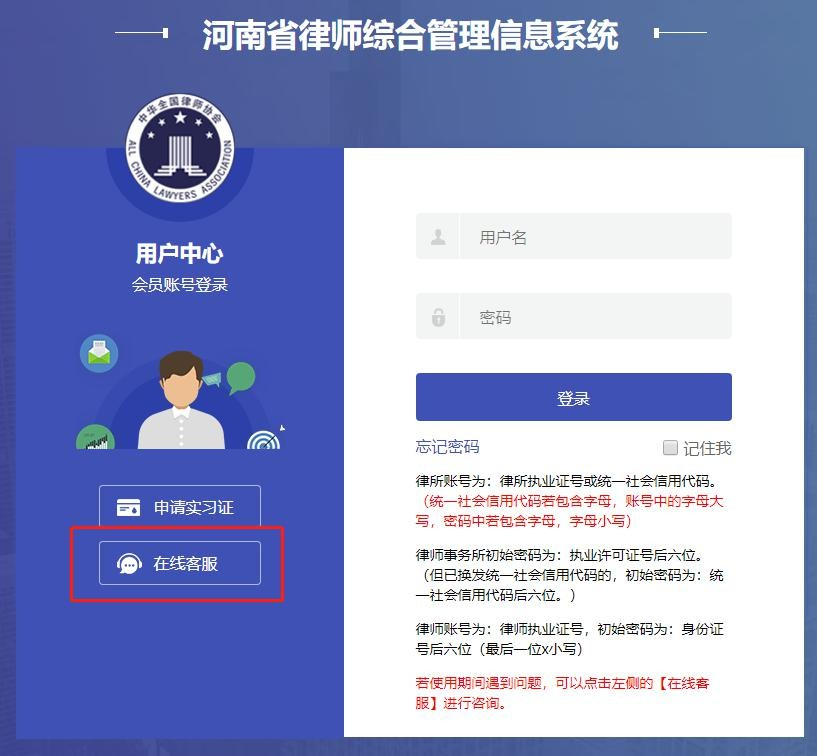 河南省律师综合管理信息系统
中华全国律师协会
ALL CHINA LAWYERS ASSOCIATION
用户中心
会员账号登录
申请实习证
在线客服
用户名
密码
登录
忘记密码
记住我
律所账号为：律所执业证号或统一社会信用代码。
（统一社会信用代码若包含字母，账号中的字母大
写，密码中若包含字母，字母小写）
律师事务所初始密码为：执业许可证号后六位。
（但已换发统一社会信用代码的，初始密码为：统
一社会信用代码后六位。）
律师账号为：律师执业证号，初始密码为：身份证
号后六位（最后一位x小写）
若使用期间遇到问题，可以点击左侧的【在线客
服】进行咨询。